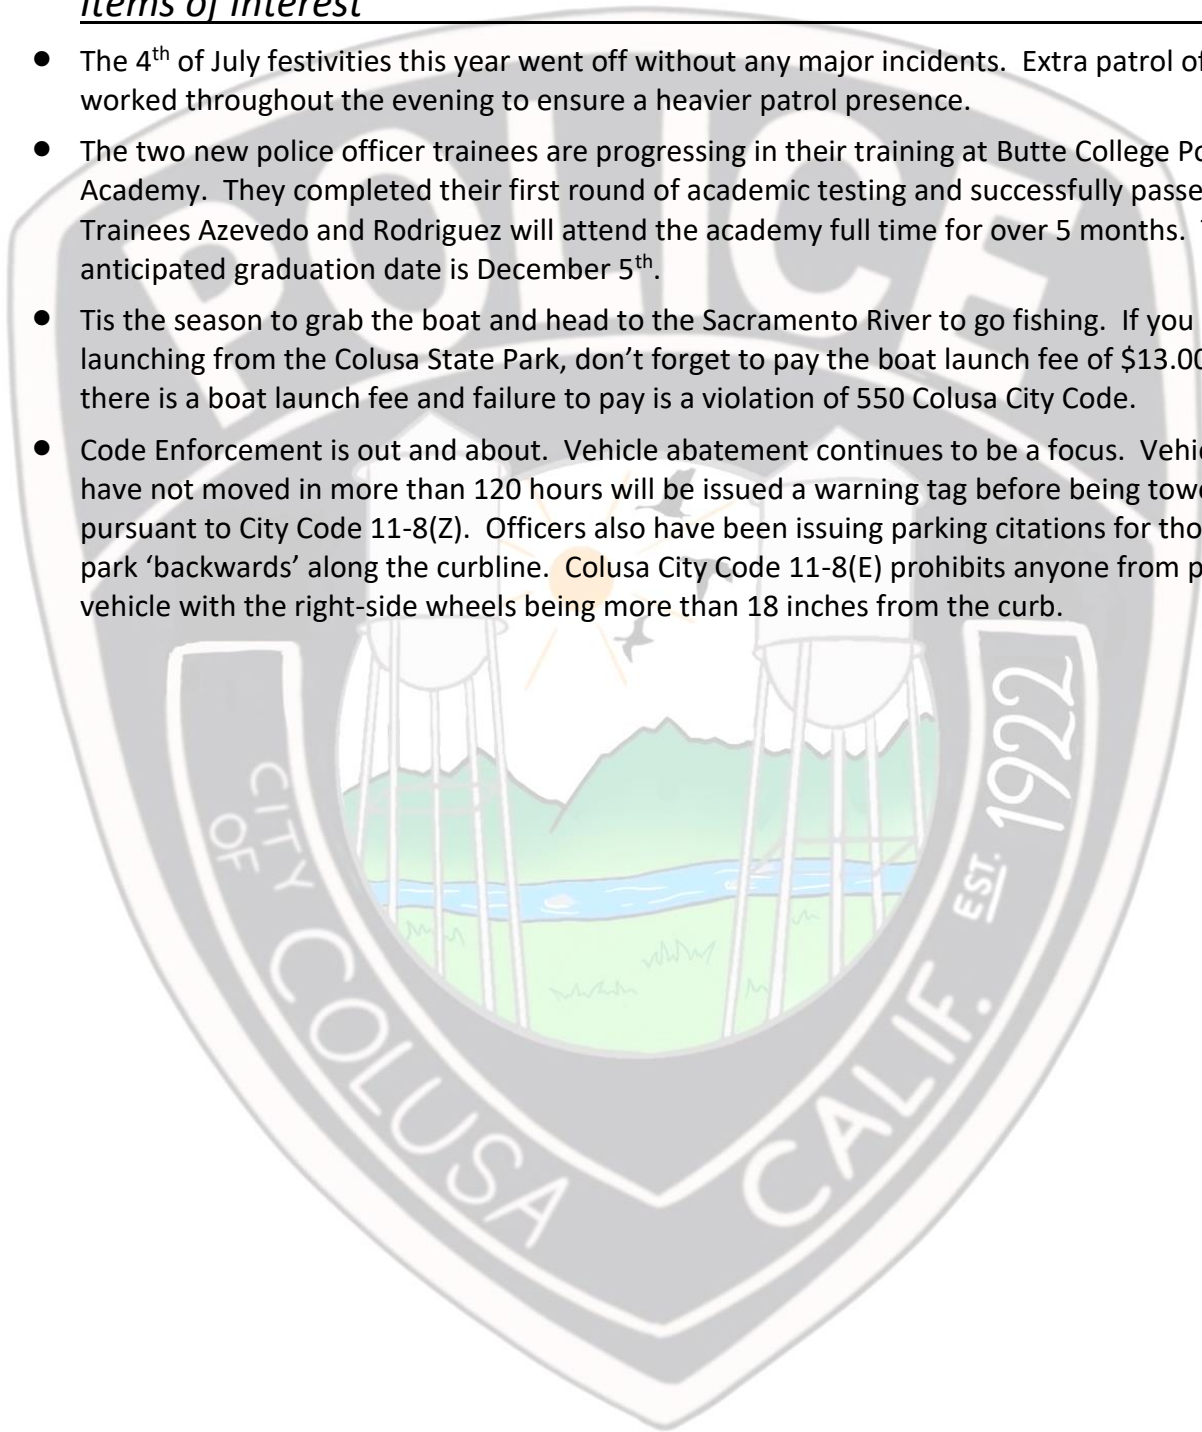 Items of Interest
• The 4th of July festivities this year went off without any major incidents. Extra patrol of
worked throughout the evening to ensure a heavier patrol presence.
• The two new police officer trainees are progressing in their training at Butte College Po
Academy. They completed their first round of academic testing and successfully passe
Trainees Azevedo and Rodriguez will attend the academy full time for over 5 months.
anticipated graduation date is December 5th.
• Tis the season to grab the boat and head to the Sacramento River to go fishing. If you
launching from the Colusa State Park, don’t forget to pay the boat launch fee of $13.00
there is a boat launch fee and failure to pay is a violation of 550 Colusa City Code.
• Code Enforcement is out and about. Vehicle abatement continues to be a focus. Vehic
have not moved in more than 120 hours will be issued a warning tag before being towe
pursuant to City Code 11-8(Z). Officers also have been issuing parking citations for tho
park ‘backwards’ along the curbline. Colusa City Code 11-8(E) prohibits anyone from p
vehicle with the right-side wheels being more than 18 inches from the curb.
POLICE
CITY
OF
COLUSA
CALIF.
EST. 1922